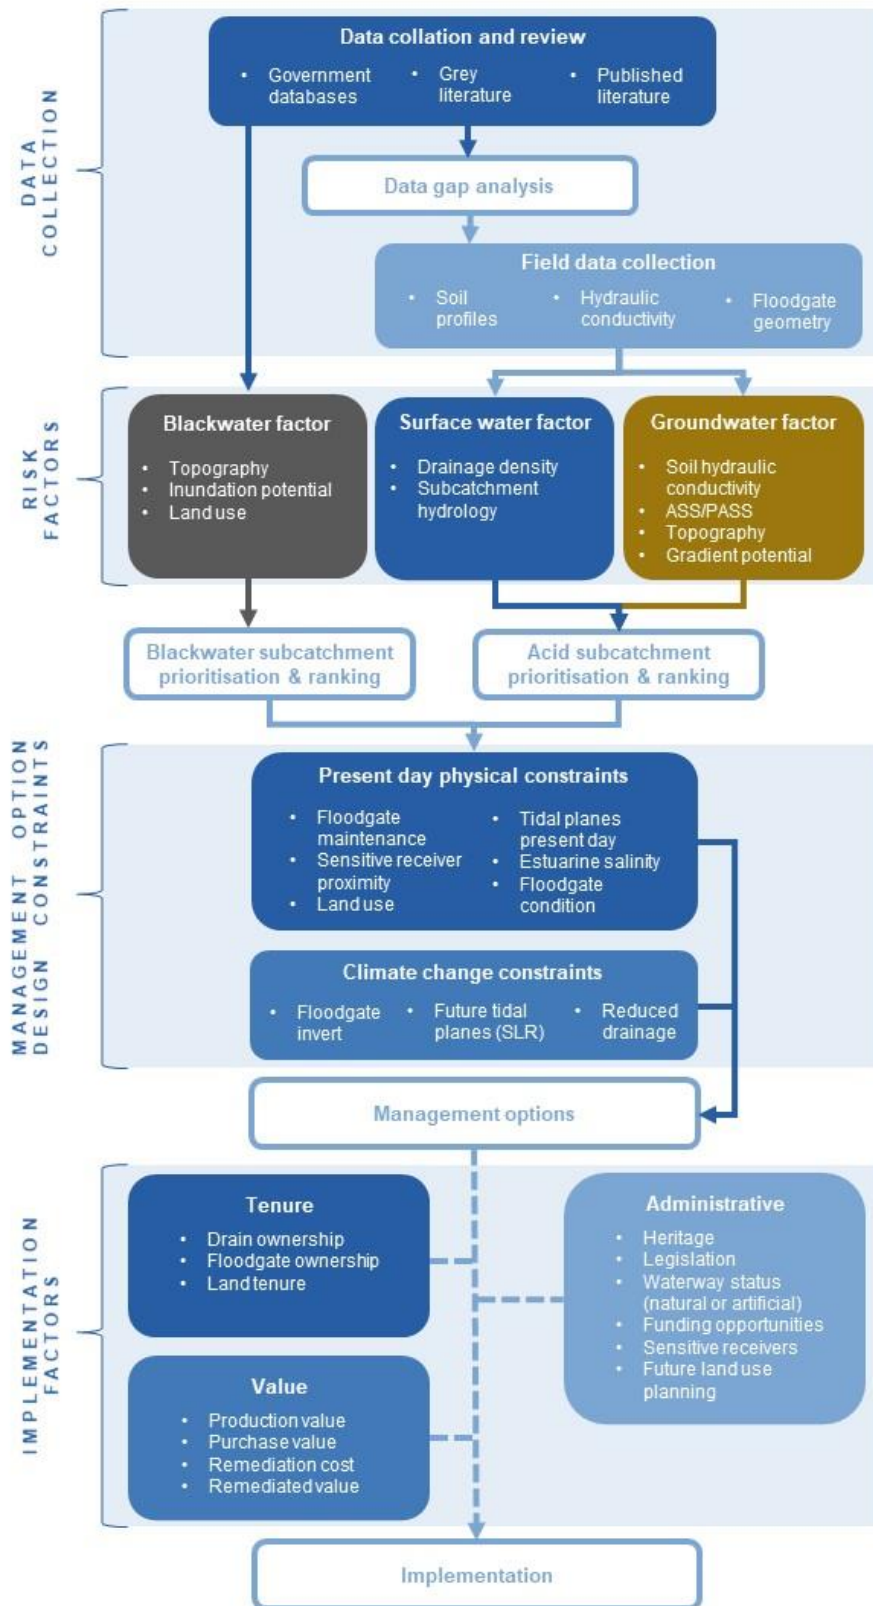 DATA
COLLECTION
Data collation and review
• Government
databases
• Grey
literature
• Published
literature
Data gap analysis
Field data collection
• Soil
profiles
• Hydraulic
conductivity
• Floodgate
geometry
RISK
FACTORS
Blackwater factor
• Topography
• Inundation potential
• Land use
Surface water factor
• Drainage density
• Subcatchment
hydrology
Groundwater factor
• Soil hydraulic
conductivity
• ASS/PASS
• Topography
• Gradient potential
Blackwater subcatchment
prioritisation & ranking
Acid subcatchment
prioritisation & ranking
MANAGEMENT OPTION
DESIGN CONSTRAINTS
Present day physical constraints
• Floodgate
maintenance
• Sensitive receiver
proximity
• Land use
• Tidal planes
present day
• Estuarine salinity
• Floodgate
condition
Climate change constraints
• Floodgate
invert
• Future tidal
planes (SLR)
• Reduced
drainage
Management options
IMPLEMENTATION
FACTORS
Tenure
• Drain ownership
• Floodgate ownership
• Land tenure
Administrative
• Heritage
• Legislation
• Waterway status
(natural or artificial)
• Funding opportunities
• Sensitive receivers
• Future land use
planning
Value
• Production value
• Purchase value
• Remediation cost
• Remediated value
Implementation